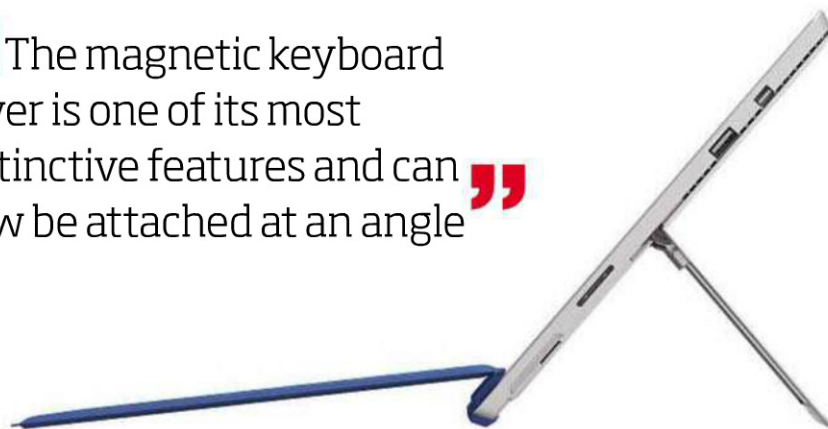 The magnetic keyboard
ver is one of its most
tinctive features and can
w be attached at an angle ”